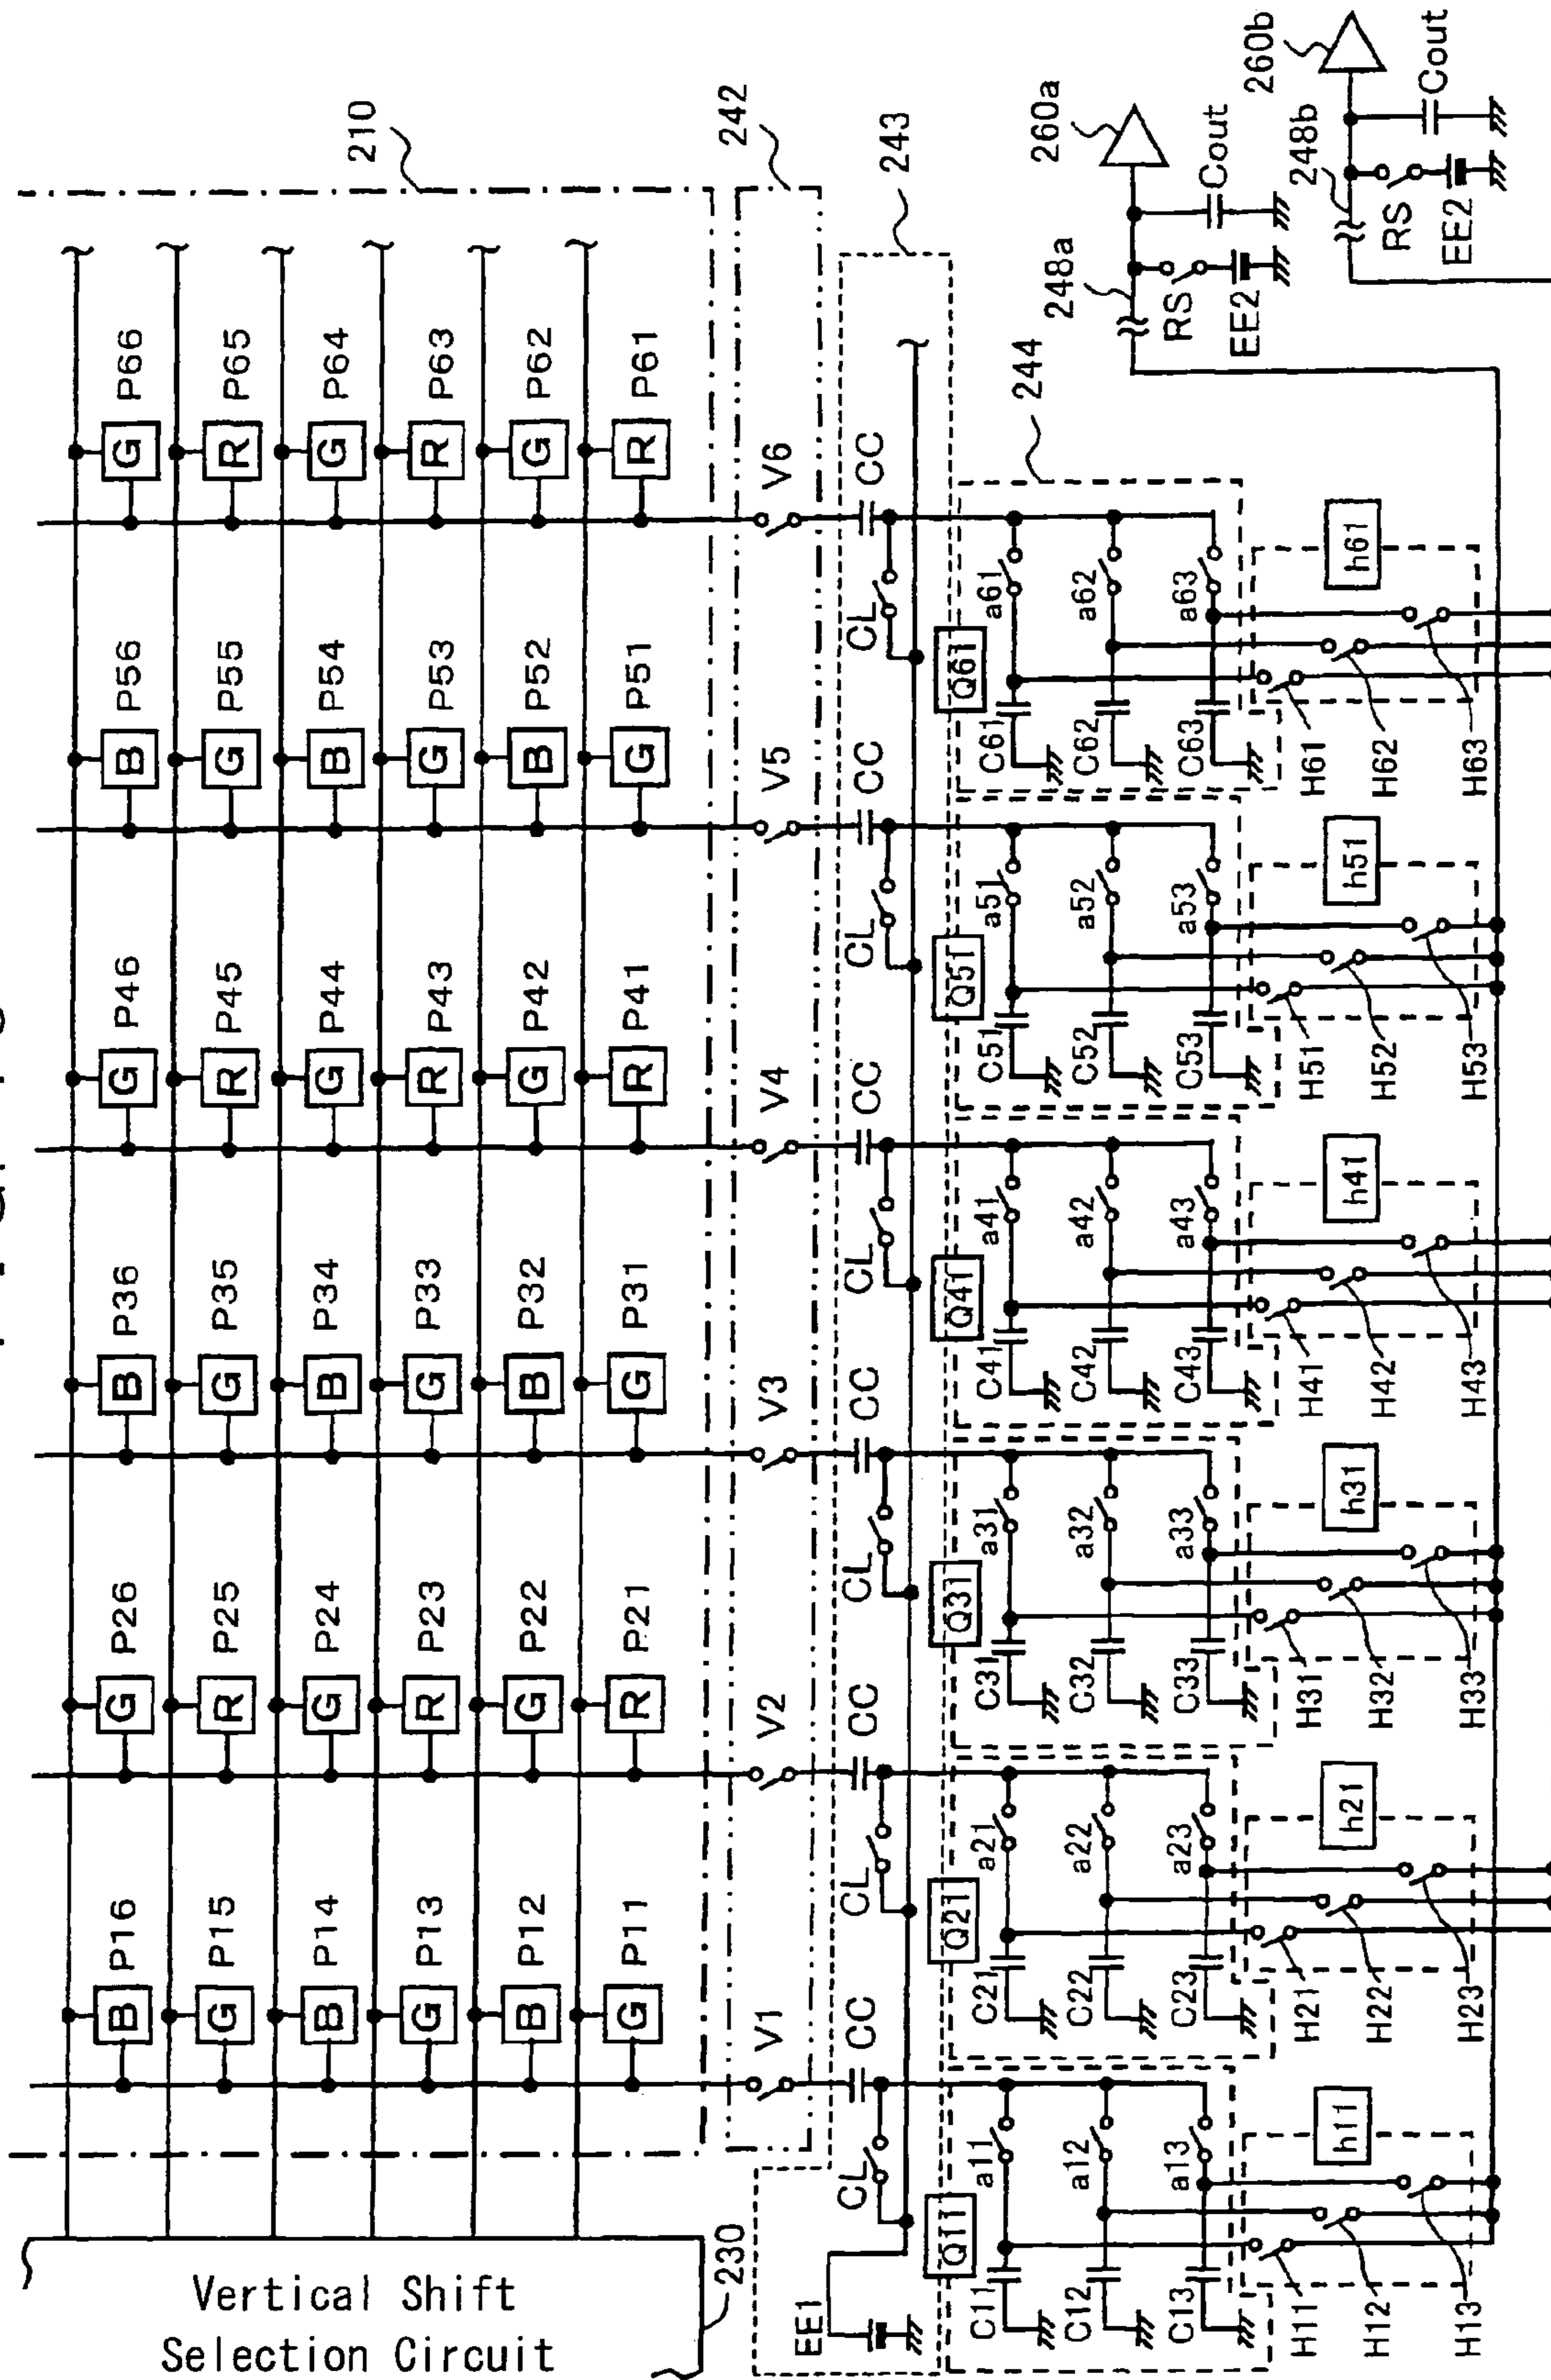 P16 P26 P36 P46 P56 P66
B G B G B G
P15 P25 P35 P45 P55 P65
G R G R G R
P14 P24 P34 P44 P54 P64
B G B G B G
P13 P23 P33 P43 P53 P63
G R G R G R
P12 P22 P32 P42 P52 P62
B G B G B G
P11 P21 P31 P41 P51 P61
G R G R G R
210
Vertical Shift
Selection Circuit
230
V1 V2 V3 V4 V5 V6
242
CC CC CC CC CC CC
CL CL CL CL CL CL
243
EE1
Q11 Q21 Q31 Q41 Q51 Q61
244
a11 a21 a31 a41 a51 a61
C11 C21 C31 C41 C51 C61
a12 a22 a32 a42 a52 a62
C12 C22 C32 C42 C52 C62
a13 a23 a33 a43 a53 a63
C13 C23 C33 C43 C53 C63
h11 h21 h31 h41 h51 h61
H11 H21 H31 H41 H51 H61
H12 H22 H32 H42 H52 H62
H13 H23 H33 H43 H53 H63
248a
260a
RS
Cout
EE2
248b
260b
RS
Cout
EE2